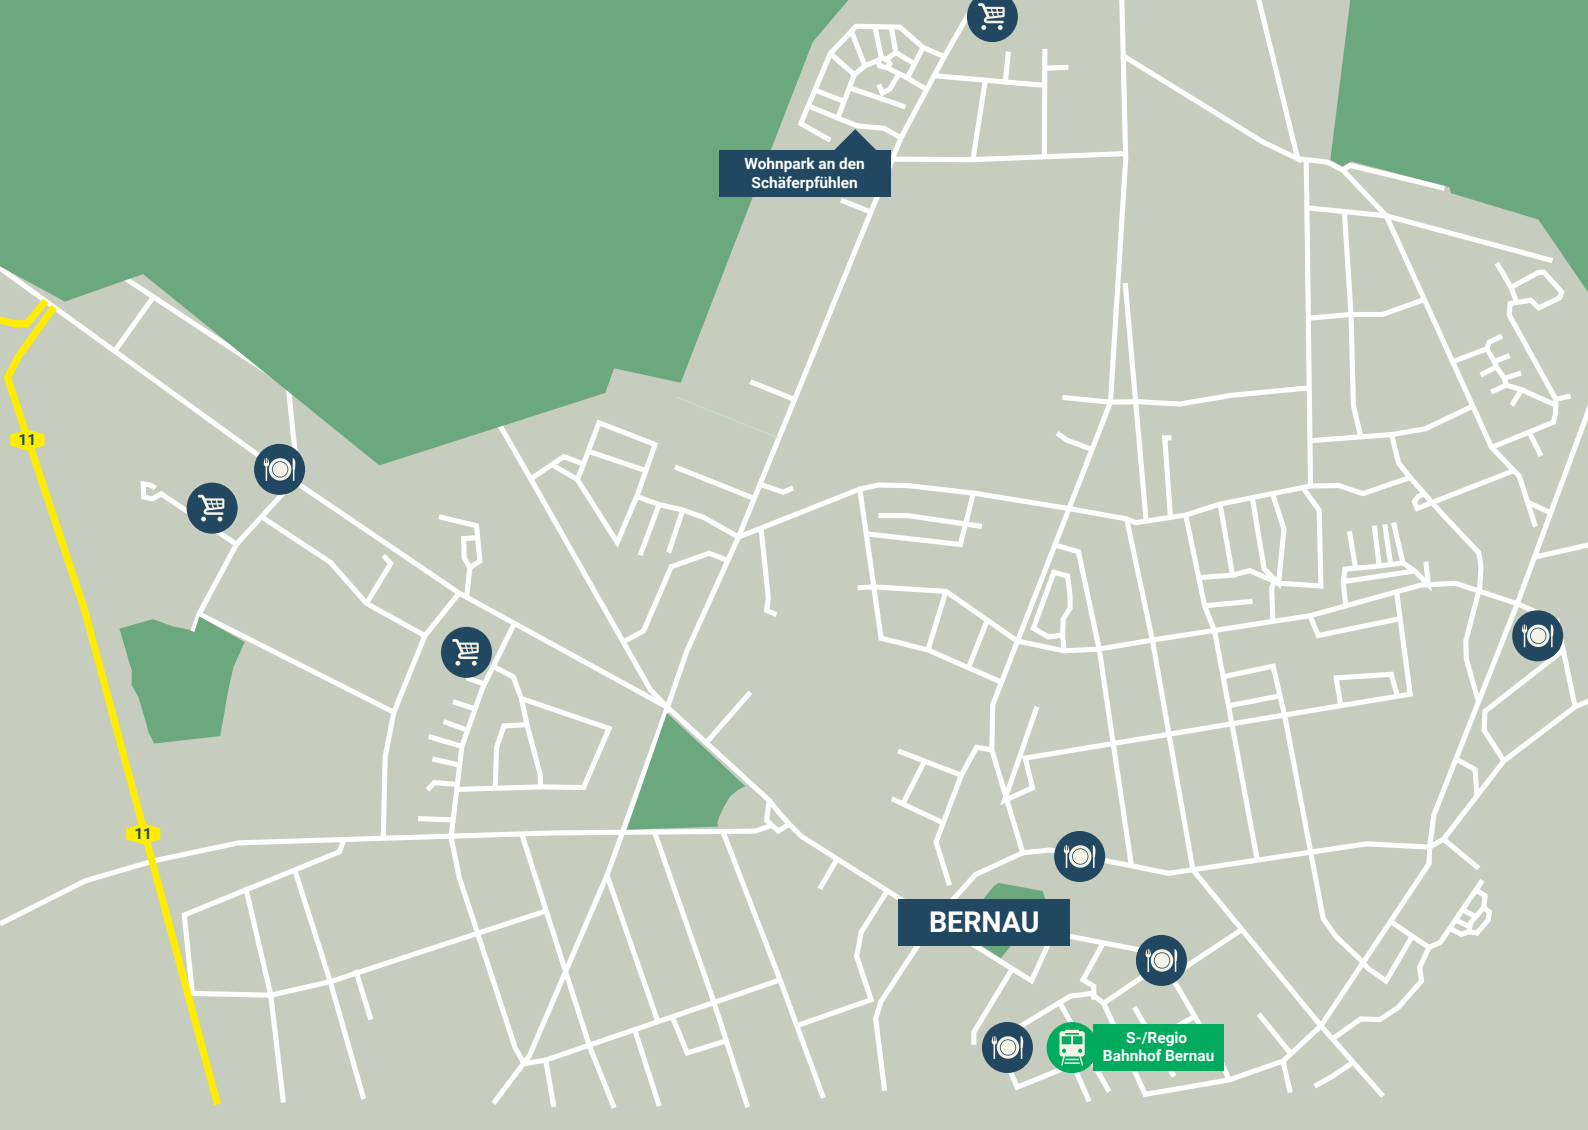 Wohnpark an den
Schäferpfühlen
11
11
BERNAU
S-/Regio
Bahnhof Bernau